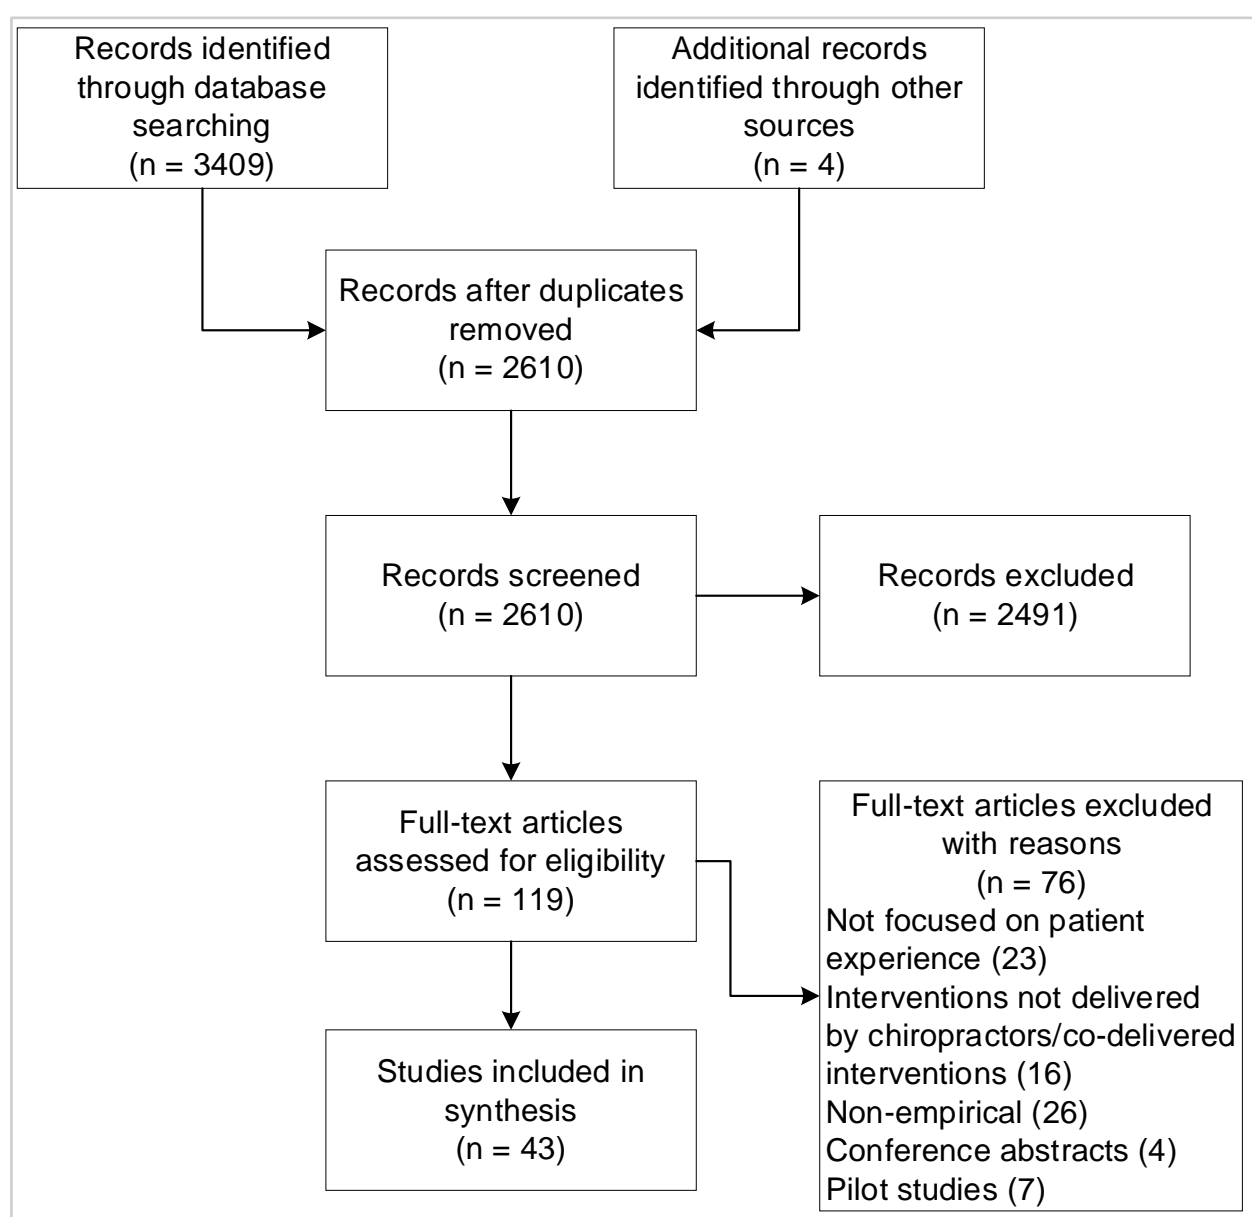 Records identified
through database
searching
(n = 3409)
Additional records
identified through other
sources
(n = 4)
Records after duplicates
removed
(n = 2610)
Records screened
(n = 2610)
Records excluded
(n = 2491)
Full-text articles
assessed for eligibility
(n = 119)
Full-text articles excluded
with reasons
(n = 76)
Not focused on patient
experience (23)
Interventions not delivered
by chiropractors/co-delivered
interventions (16)
Non-empirical (26)
Conference abstracts (4)
Pilot studies (7)
Studies included in
synthesis
(n = 43)